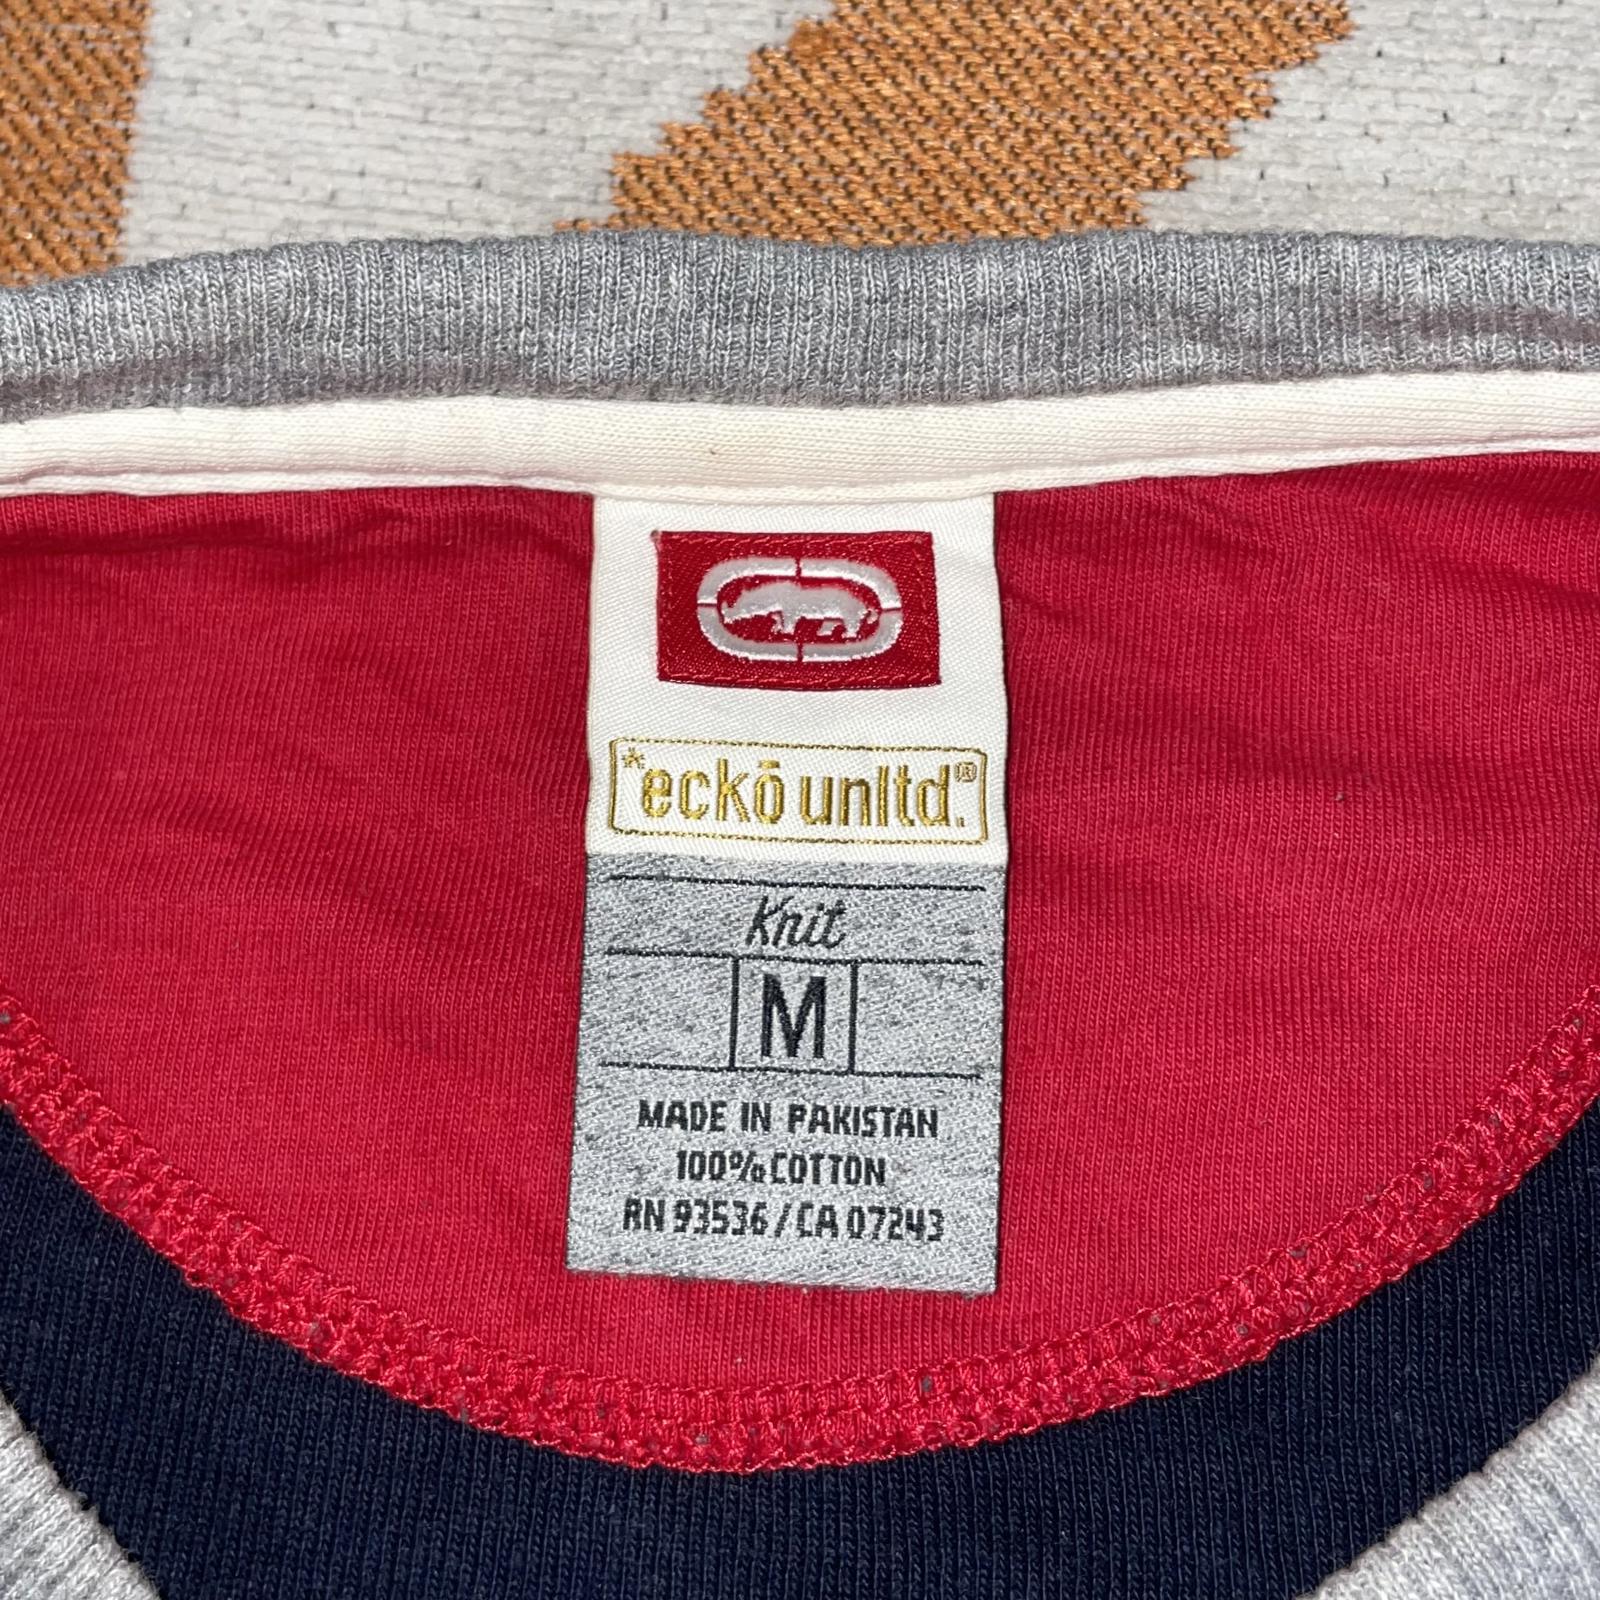 *eckō unltd.®
Knit
M
MADE IN PAKISTAN
100% COTTON
RN 93536 / CA 07243